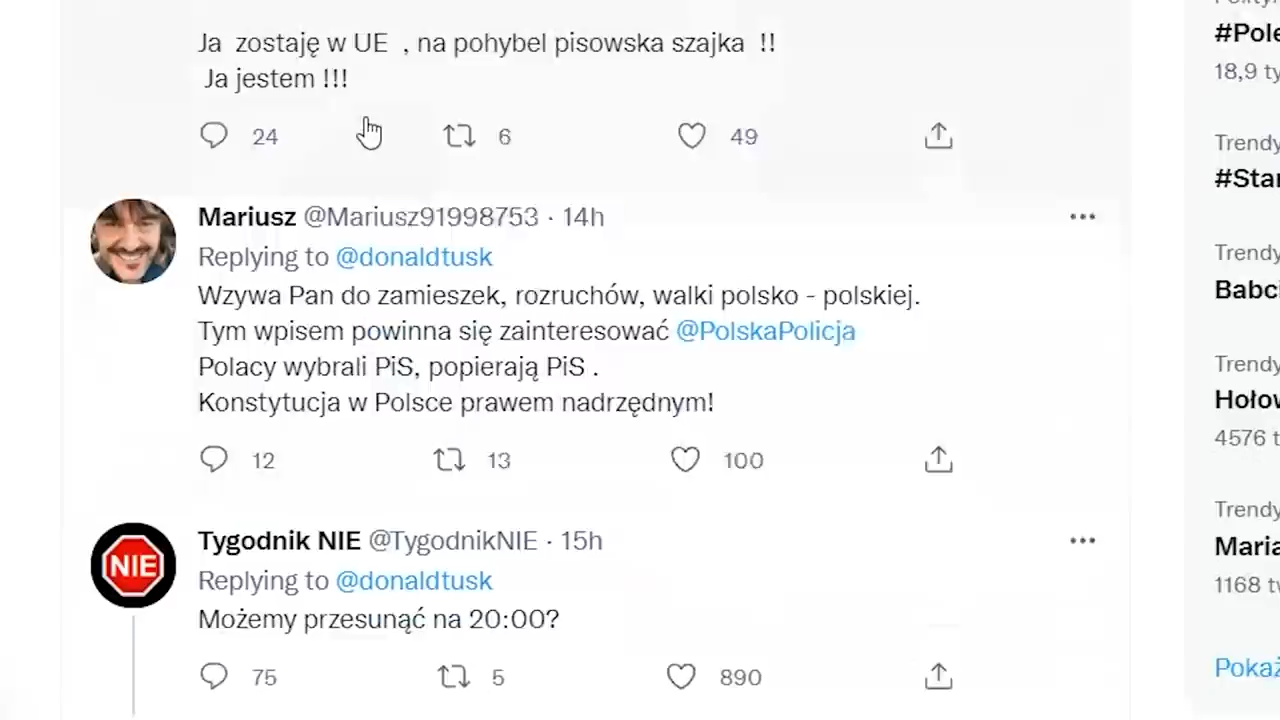 Ja zostaję w UE , na pohybel pisowska szajka !!
Ja jestem !!!
24 6 49
Mariusz @Mariusz91998753 · 14h
Replying to @donaldtusk
Wzywa Pan do zamieszek, rozruchów, walki polsko - polskiej.
Tym wpisem powinna się zainteresować @PolskaPolicja
Polacy wybrali PiS, popierają PiS .
Konstytucja w Polsce prawem nadrzędnym!
12 13 100
NIE
Tygodnik NIE @TygodnikNIE · 15h
Replying to @donaldtusk
Możemy przesunąć na 20:00?
75 5 890
#Pole
18,9 ty
Trendy
#Star
Trendy
Babci
Trendy
Hołow
4576 t
Trendy
Maria
1168 tw
Pokaż